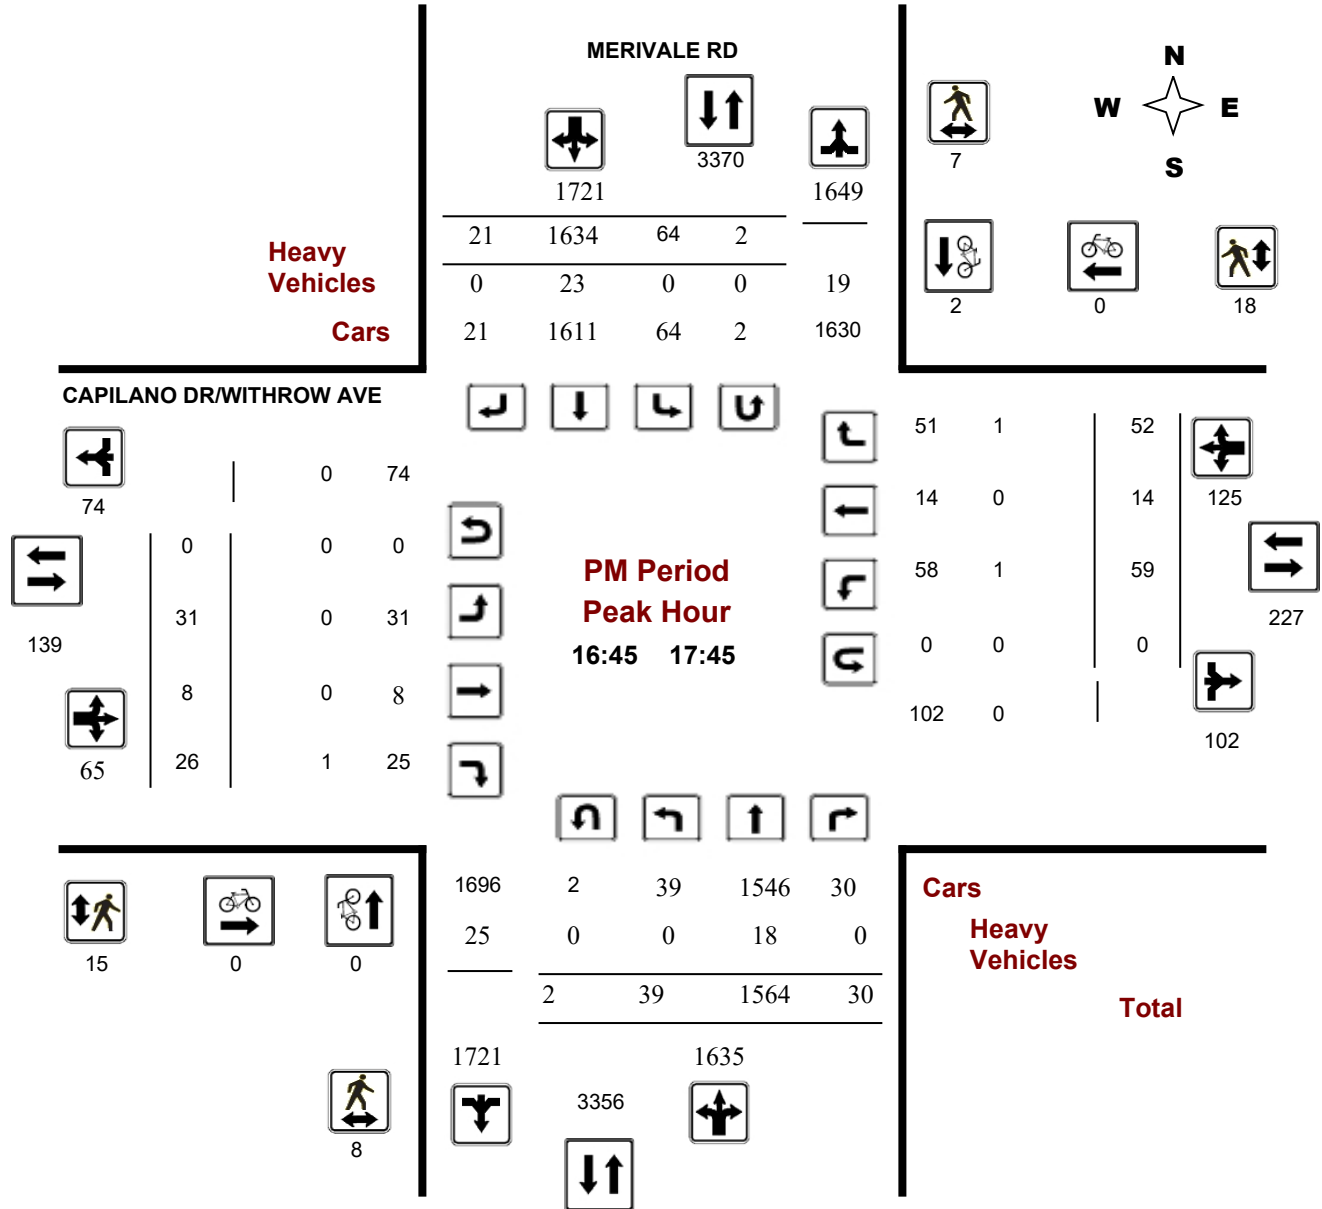 MERIVALE RD
N
W E
S
3370
7
1721
1649
21 1634 64 2
Heavy
Vehicles
0 23 0 0 19
2 0 18
Cars
21 1611 64 2 1630
CAPILANO DR/WITHROW AVE
51 1 52
0 74
74
14 0 14 125
0 0 0
PM Period
Peak Hour
16:45 17:45
58 1 59
31 0 31
227
139
0 0 0
8 0 8
102 0
102
65
26 1 25
1696 2 39 1546 30
Cars
25 0 0 18 0
Heavy
Vehicles
15 0 0
2 39 1564 30
Total
1721 1635
3356
8